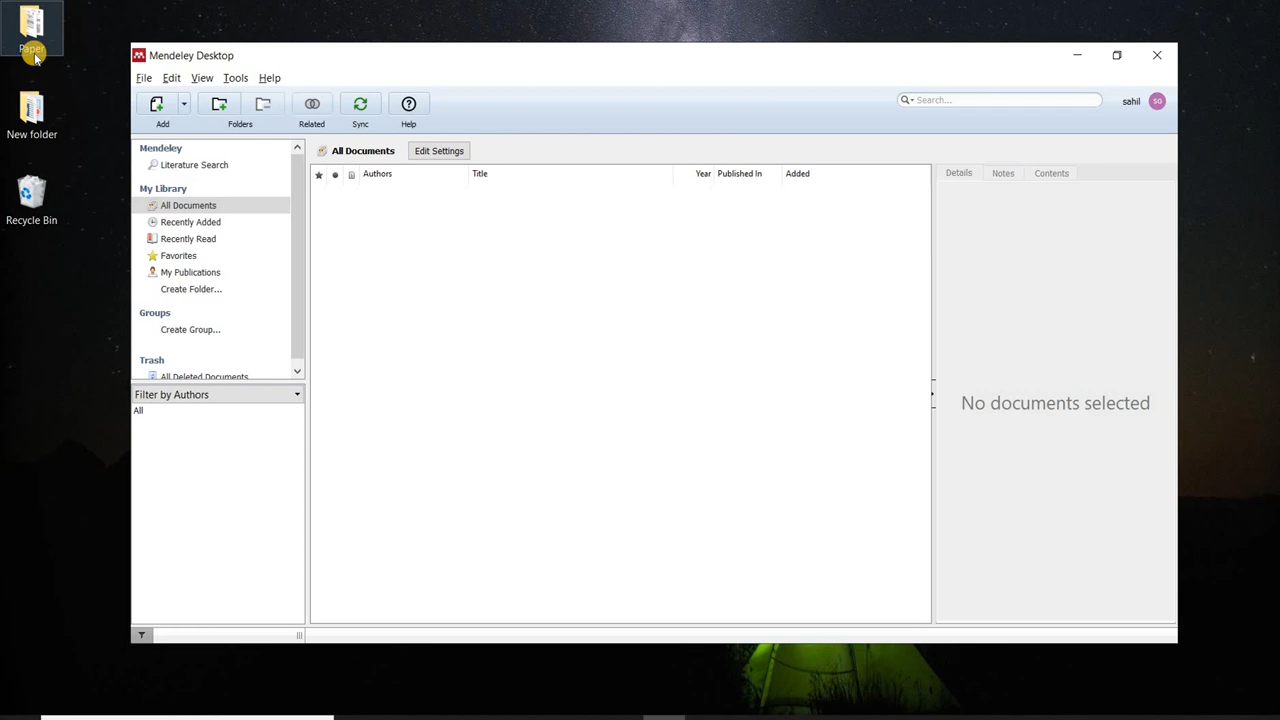 Paper
New folder
Recycle Bin
Mendeley Desktop
File Edit View Tools Help
Add Folders Related Sync Help
Search...
sahil SG
Mendeley
Literature Search
My Library
All Documents
Recently Added
Recently Read
Favorites
My Publications
Create Folder...
Groups
Create Group...
Trash
All Deleted Documents
Filter by Authors
All
All Documents Edit Settings
Authors Title Year Published In Added
Details Notes Contents
No documents selected